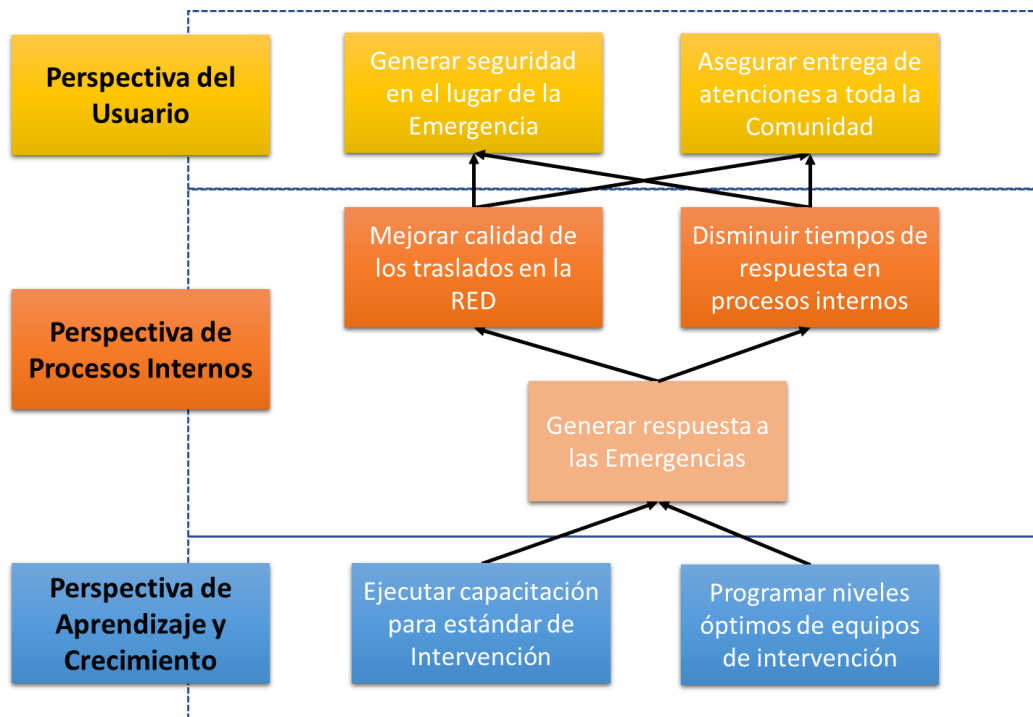 Perspectiva del
Usuario
Generar seguridad
en el lugar de la
Emergencia
Asegurar entrega de
atenciones a toda la
Comunidad
Mejorar calidad de
los traslados en la
RED
Disminuir tiempos de
respuesta en
procesos internos
Perspectiva de
Procesos Internos
Generar respuesta a
las Emergencias
Perspectiva de
Aprendizaje y
Crecimiento
Ejecutar capacitación
para estándar de
Intervención
Programar niveles
óptimos de equipos
de intervención